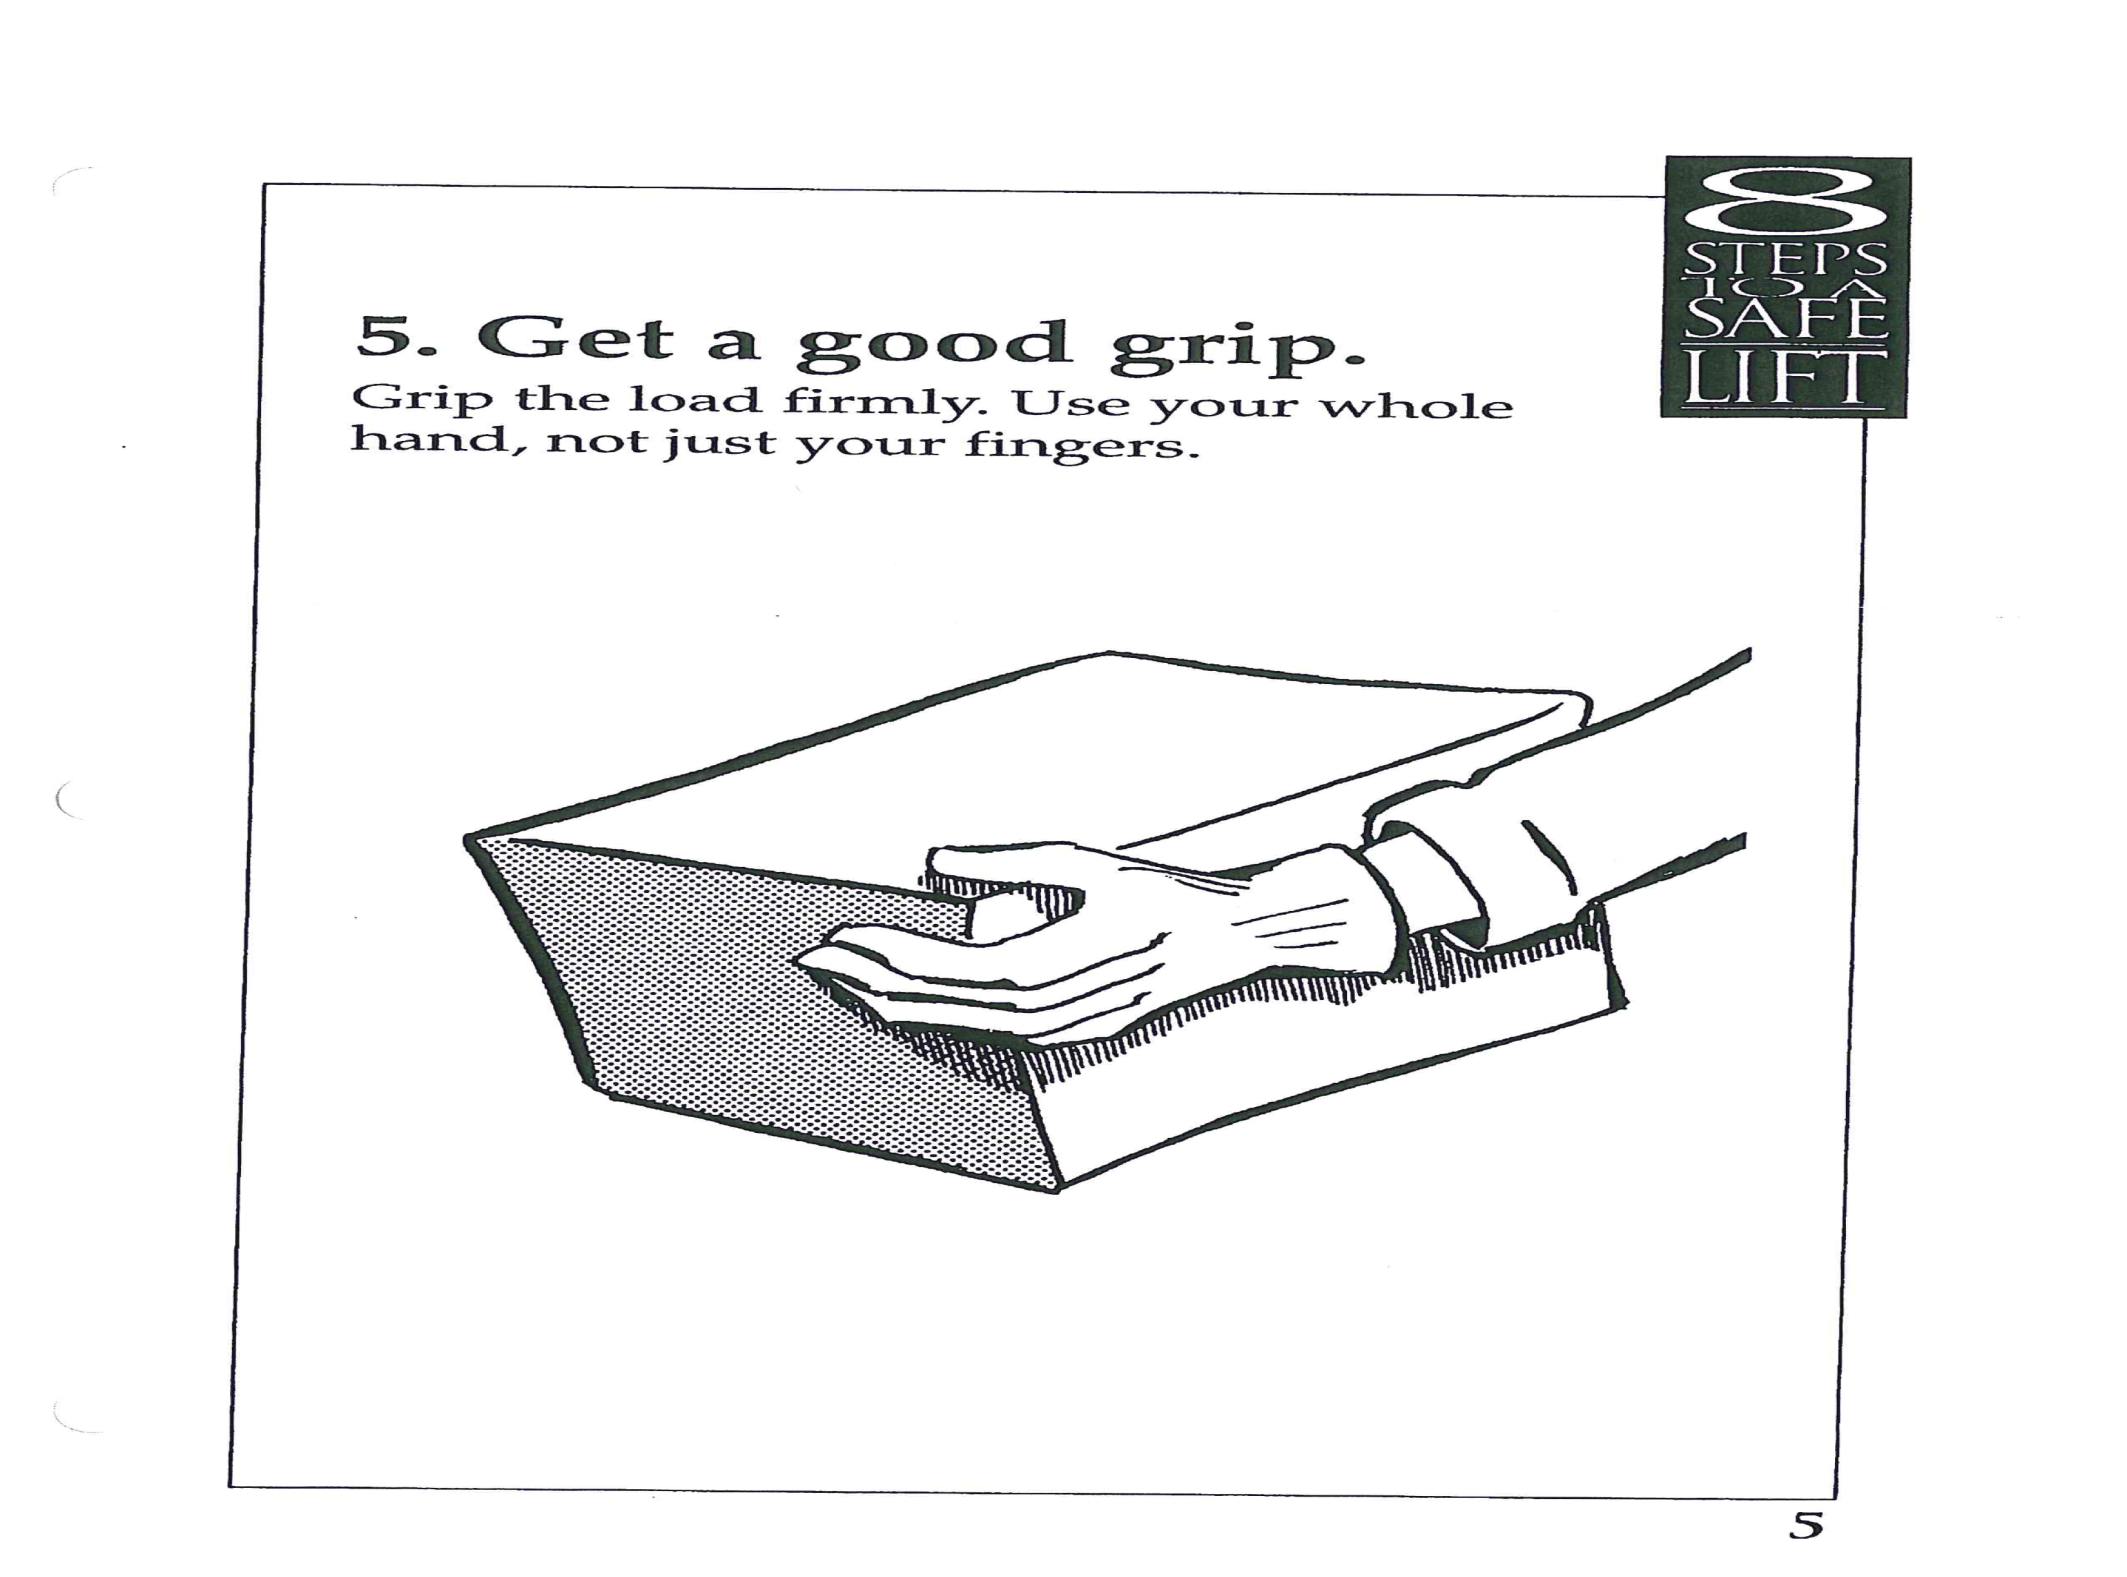 8
STEPS
TO A
SAFE
LIFT
5. Get a good grip.
Grip the load firmly. Use your whole
hand, not just your fingers.
5